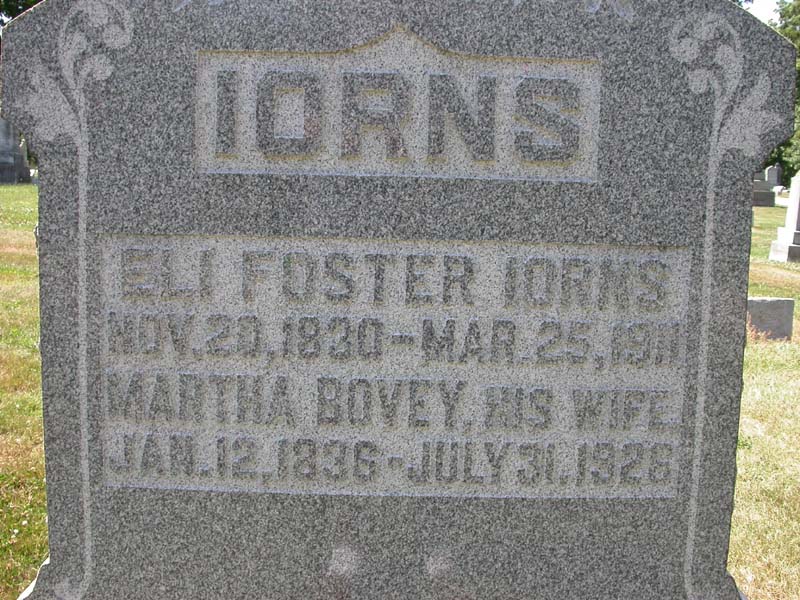 IORNS
ELI FOSTER IORNS
NOV. 20, 1830 - MAR. 25, 1911
MARTHA BOVEY, HIS WIFE.
JAN. 12, 1836 - JULY 31, 1926